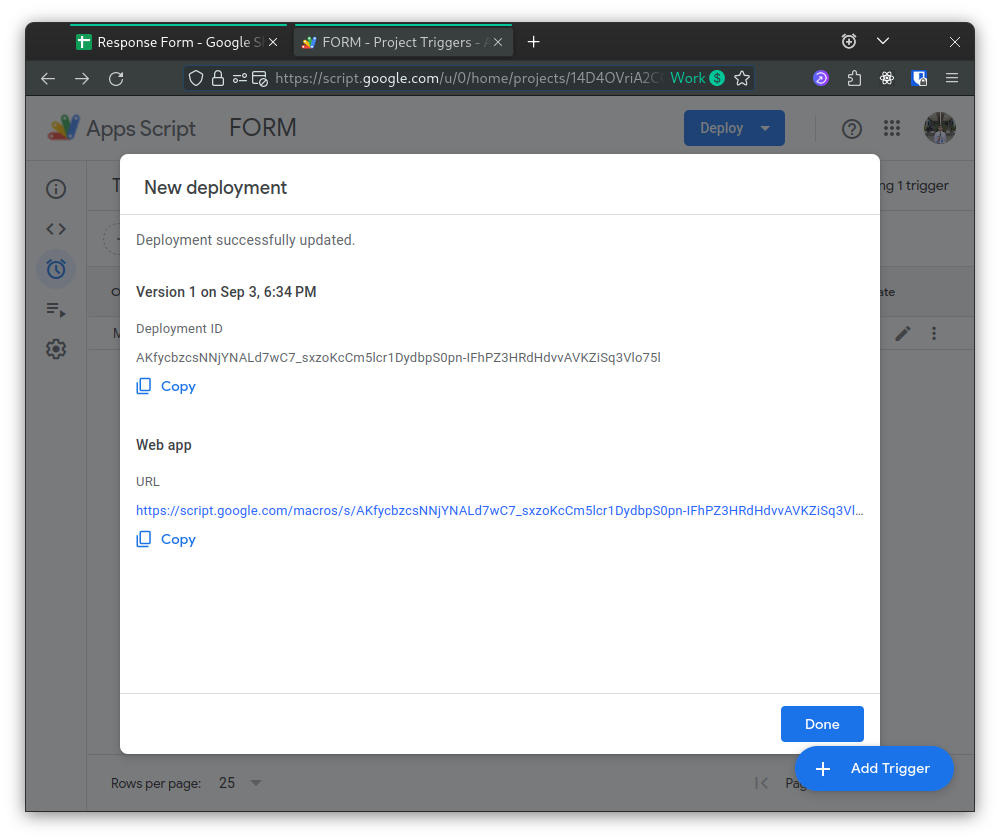 Response Form - Google S
FORM - Project Triggers - A
https://script.google.com/u/0/home/projects/14D4OVriA2C
Work
Apps Script
FORM
Deploy
ng 1 trigger
New deployment
Deployment successfully updated.
Version 1 on Sep 3, 6:34 PM
Deployment ID
AKfycbzcsNNjYNALd7wC7_sxzoKcCm5lcr1DydbpS0pn-IFhPZ3HRdHdvvAVKZiSq3Vlo75l
Copy
Web app
URL
https://script.google.com/macros/s/AKfycbzcsNNjYNALd7wC7_sxzoKcCm5lcr1DydbpS0pn-IFhPZ3HRdHdvvAVKZiSq3Vl…
Copy
Done
Add Trigger
Rows per page:
25